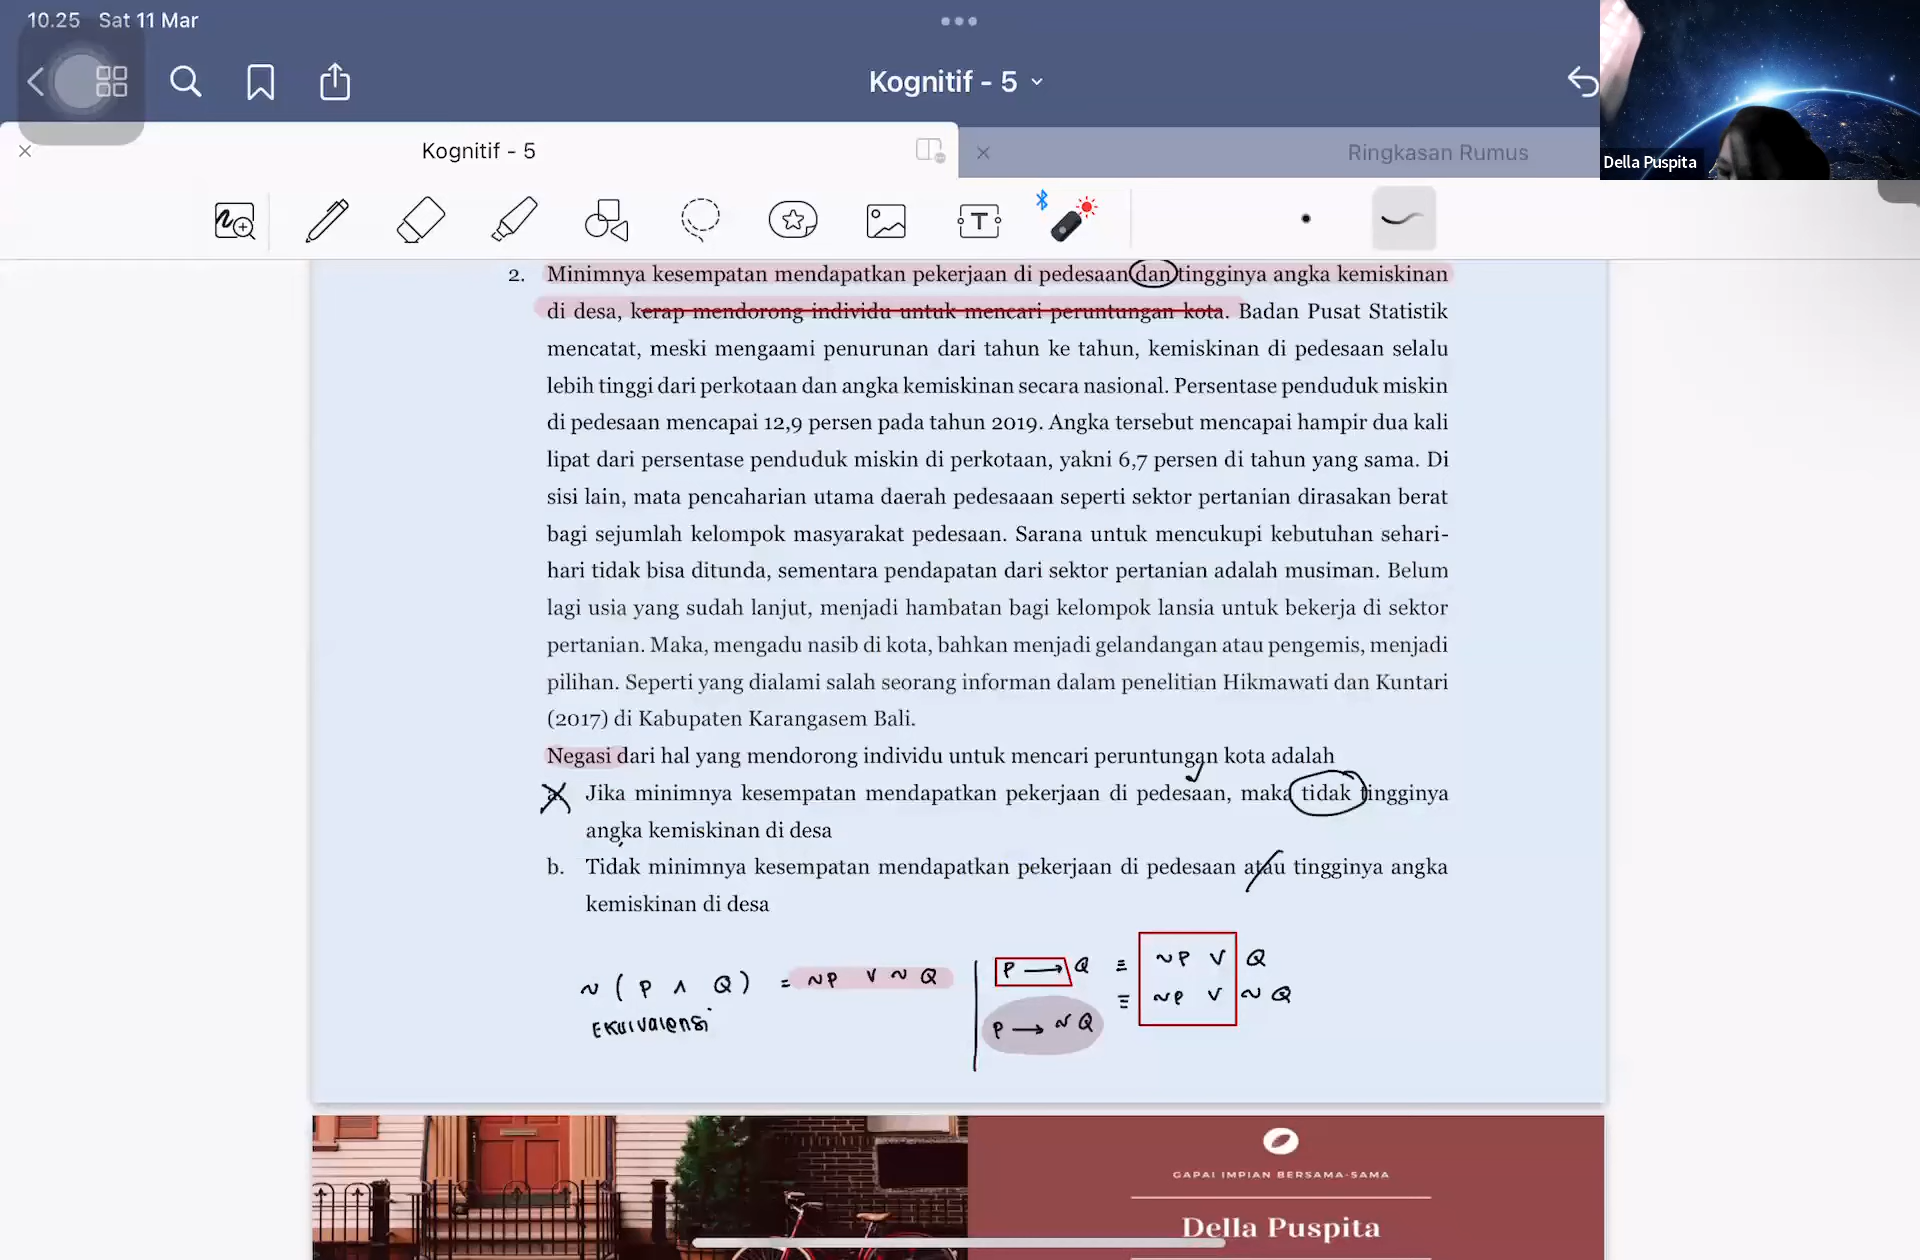 10.25 Sat 11 Mar
Kognitif - 5
Kognitif - 5
Ringkasan Rumus
Della Puspita
T
2. Minimnya kesempatan mendapatkan pekerjaan di pedesaan dan tingginya angka kemiskinan
di desa, kerap mendorong individu untuk mencari peruntungan kota. Badan Pusat Statistik
mencatat, meski mengaami penurunan dari tahun ke tahun, kemiskinan di pedesaan selalu
lebih tinggi dari perkotaan dan angka kemiskinan secara nasional. Persentase penduduk miskin
di pedesaan mencapai 12,9 persen pada tahun 2019. Angka tersebut mencapai hampir dua kali
lipat dari persentase penduduk miskin di perkotaan, yakni 6,7 persen di tahun yang sama. Di
sisi lain, mata pencaharian utama daerah pedesaaan seperti sektor pertanian dirasakan berat
bagi sejumlah kelompok masyarakat pedesaan. Sarana untuk mencukupi kebutuhan sehari-
hari tidak bisa ditunda, sementara pendapatan dari sektor pertanian adalah musiman. Belum
lagi usia yang sudah lanjut, menjadi hambatan bagi kelompok lansia untuk bekerja di sektor
pertanian. Maka, mengadu nasib di kota, bahkan menjadi gelandangan atau pengemis, menjadi
pilihan. Seperti yang dialami salah seorang informan dalam penelitian Hikmawati dan Kuntari
(2017) di Kabupaten Karangasem Bali.
Negasi dari hal yang mendorong individu untuk mencari peruntungan kota adalah
a. Jika minimnya kesempatan mendapatkan pekerjaan di pedesaan, maka tidak tingginya
angka kemiskinan di desa
b. Tidak minimnya kesempatan mendapatkan pekerjaan di pedesaan atau tingginya angka
kemiskinan di desa
~ ( P ∧ Q ) = ~P ∨ ~ Q
Ekuivalensi
P → Q ≡ ~P ∨ Q
≡ ~P ∨ ~ Q
P → ~ Q
GAPAI IMPIAN BERSAMA-SAMA
Della Puspita